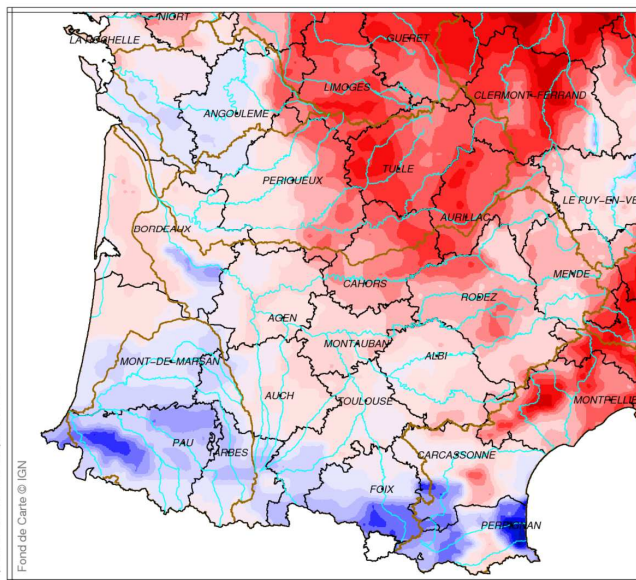 NIORT
LA ROCHELLE
GUERET
LIMOGES
CLERMONT-FERRAND
ANGOULEME
TULLE
PERIGUEUX
LE PUY-EN-VE
AURILLAC
BORDEAUX
MENDE
CAHORS
RODEZ
AGEN
MONTAUBAN
ALBI
MONT-DE-MARSAN
AUCH
TOULOUSE
MONTPELLIE
PAU
TARBES
CARCASSONNE
FOIX
PERPIGNAN
Fond de Carte © IGN